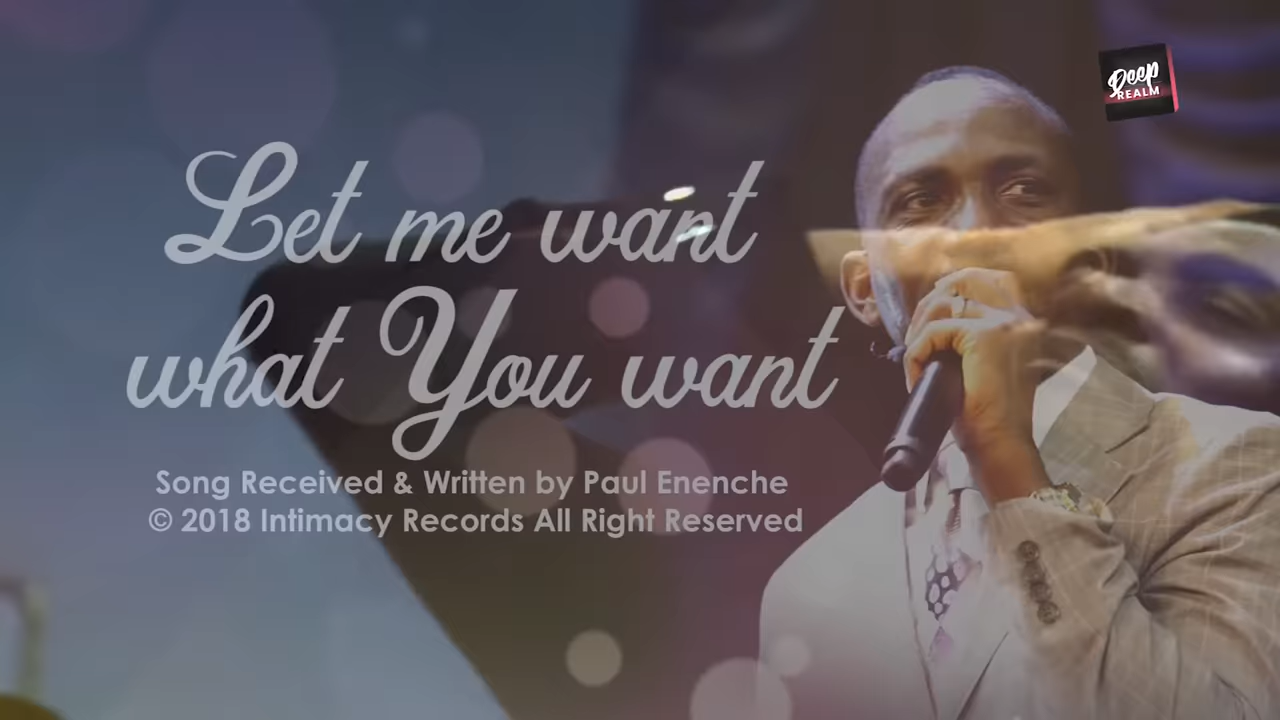 Deep
REALM
Let me want
what You want
Song Received & Written by Paul Enenche
© 2018 Intimacy Records All Right Reserved